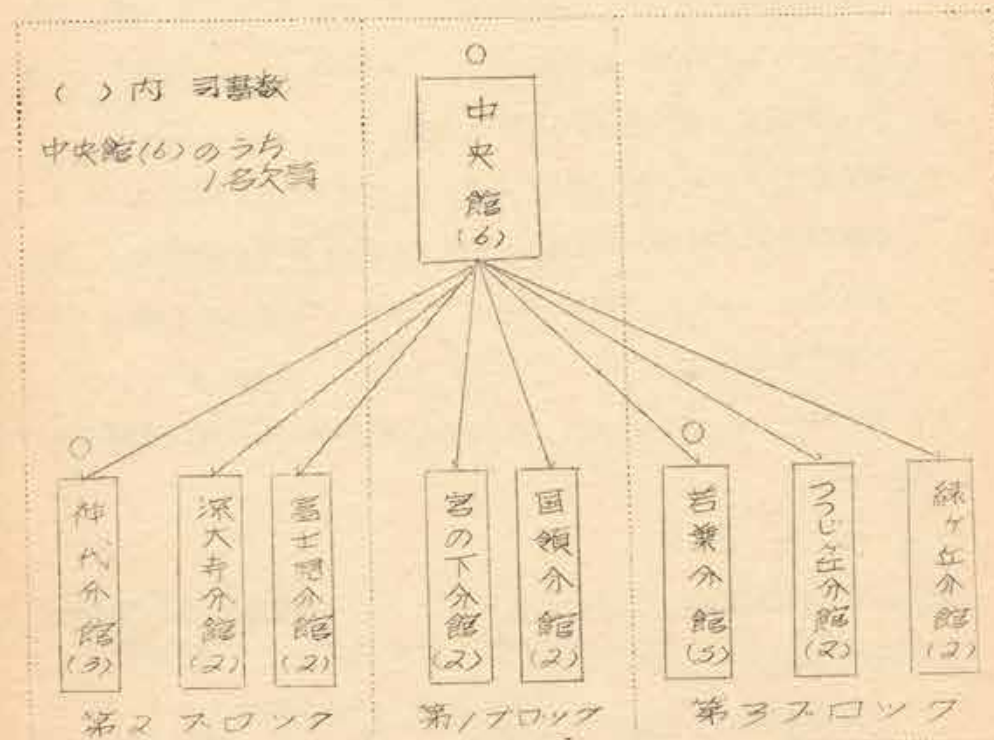 ( )内 司書数
中央館(6)のうち
1名欠員
○
中央館(6)
○
神代分館(3)
深大寺分館(2)
富士見分館(2)
宮の下分館(2)
国領分館(2)
○
若葉分館(5)
つつじヶ丘分館(2)
緑ヶ丘分館(2)
第2ブロック
第1ブロック
第3ブロック